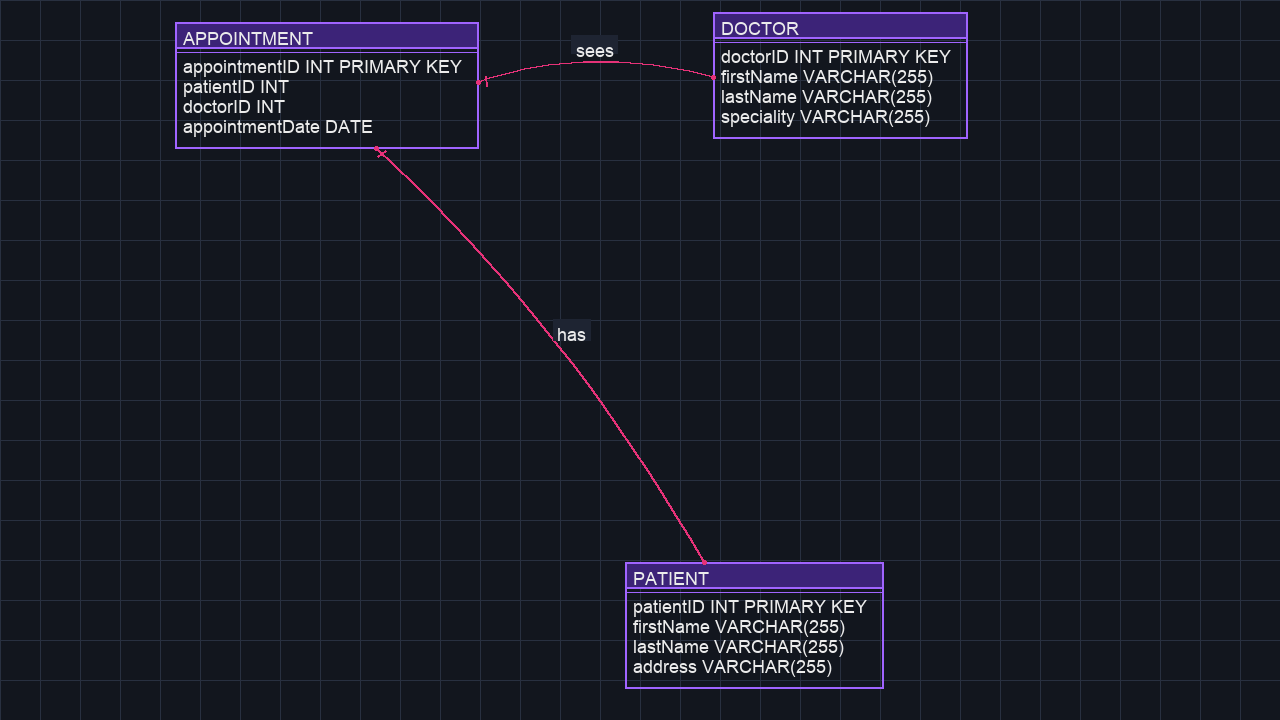 APPOINTMENT
appointmentID INT PRIMARY KEY
patientID INT
doctorID INT
appointmentDate DATE
sees
DOCTOR
doctorID INT PRIMARY KEY
firstName VARCHAR(255)
lastName VARCHAR(255)
speciality VARCHAR(255)
has
PATIENT
patientID INT PRIMARY KEY
firstName VARCHAR(255)
lastName VARCHAR(255)
address VARCHAR(255)